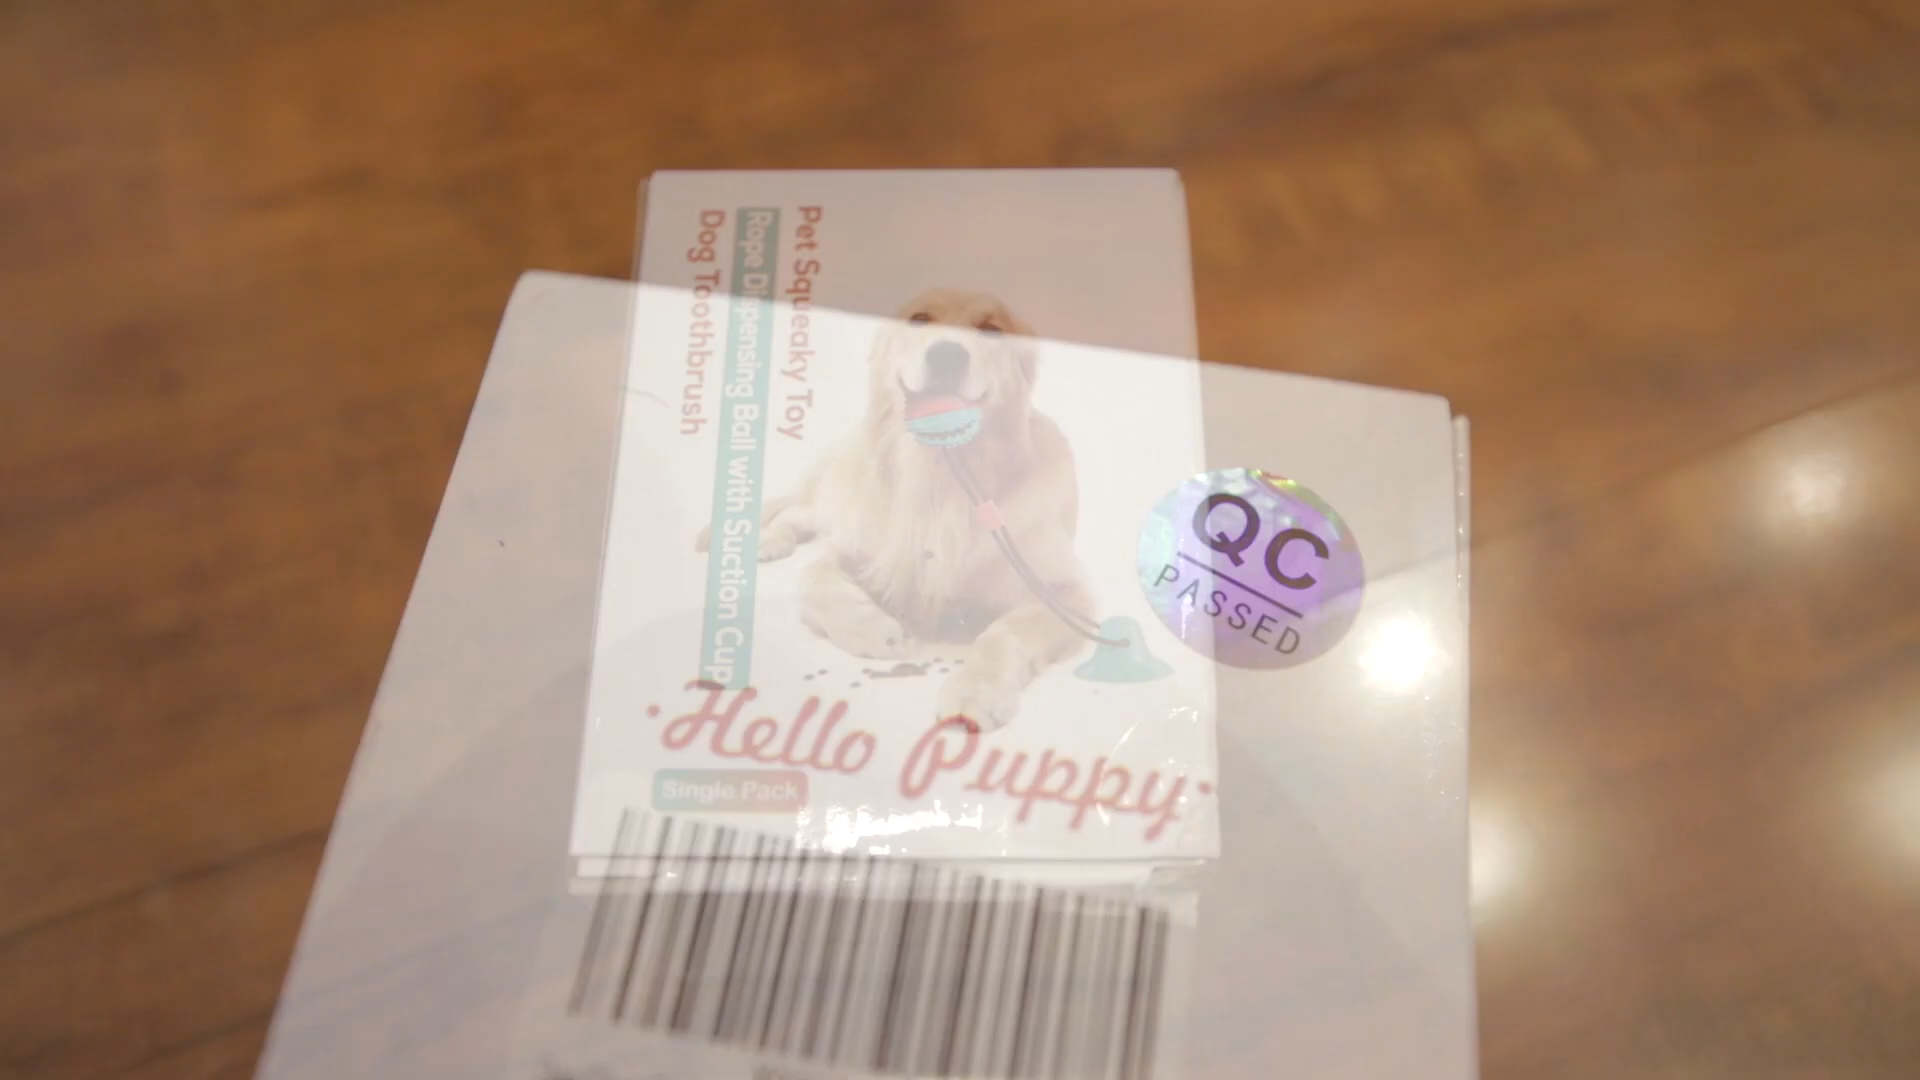 Pet Squeaky Toy
Rope Dispensing Ball with Suction Cup
Dog Toothbrush
QC
PASSED
·Hello Puppy·
Single Pack